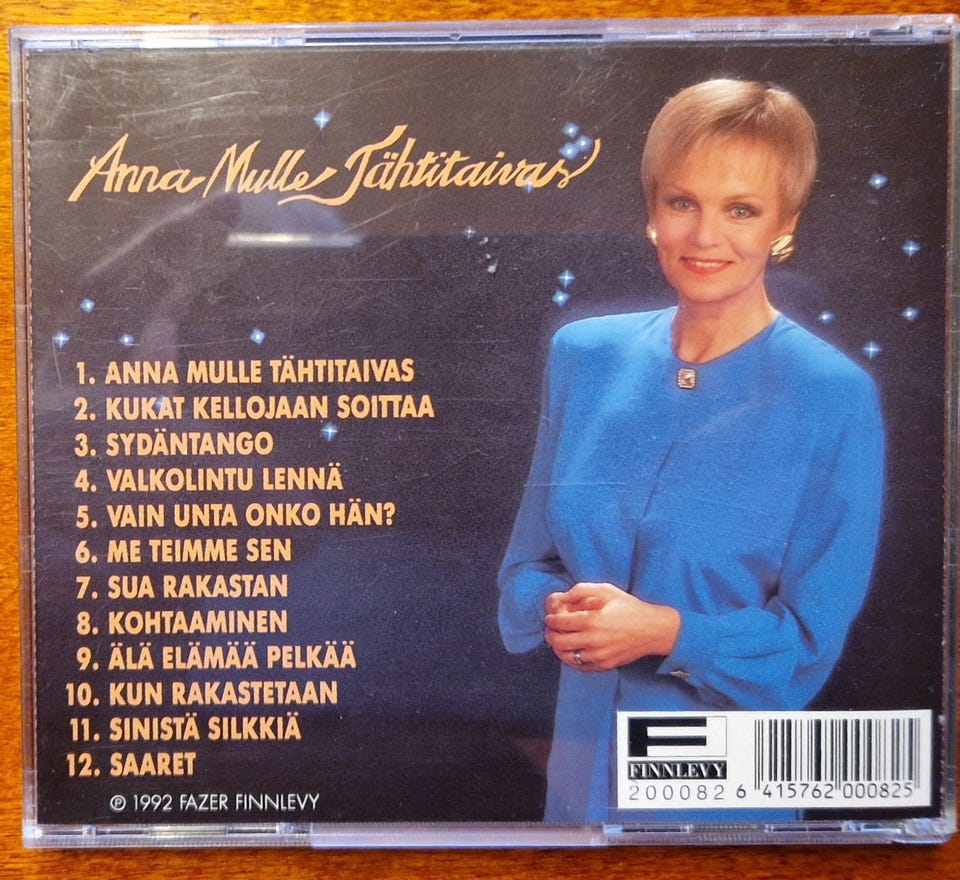 Anna Mulle Tähtitaivas
1. ANNA MULLE TÄHTITAIVAS
2. KUKAT KELLOJAAN SOITTAA
3. SYDÄNTANGO
4. VALKOLINTU LENNÄ
5. VAIN UNTA ONKO HÄN?
6. ME TEIMME SEN
7. SUA RAKASTAN
8. KOHTAAMINEN
9. ÄLÄ ELÄMÄÄ PELKÄÄ
10. KUN RAKASTETAAN
11. SINISTÄ SILKKIÄ
12. SAARET
℗ 1992 FAZER FINNLEVY
F
FINNLEVY
200082 6 415762 000825